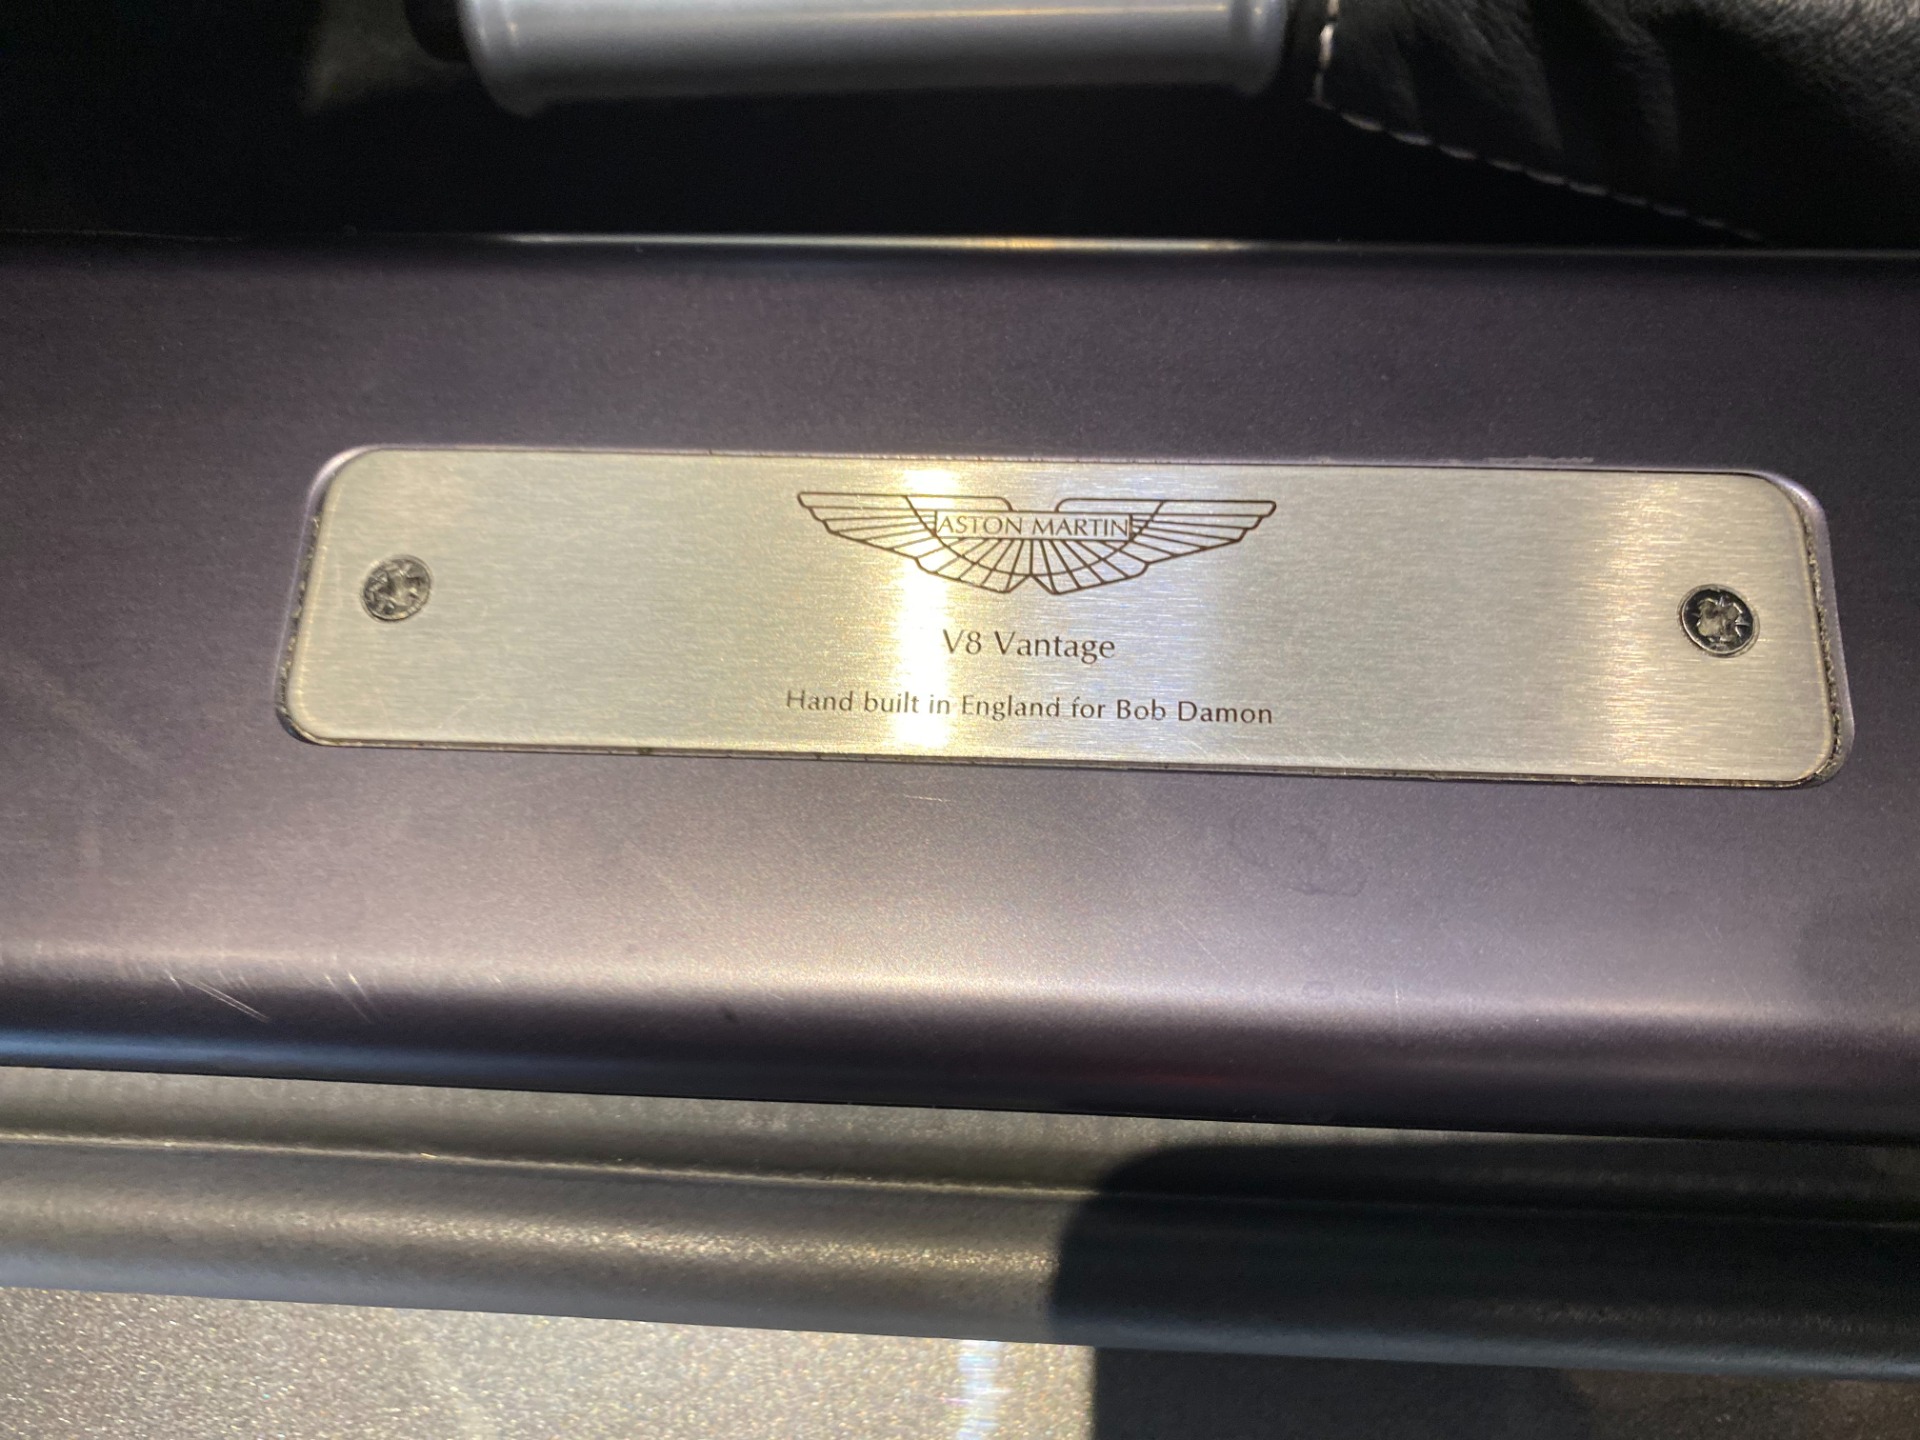 ASTON MARTIN
V8 Vantage
Hand built in England for Bob Damon